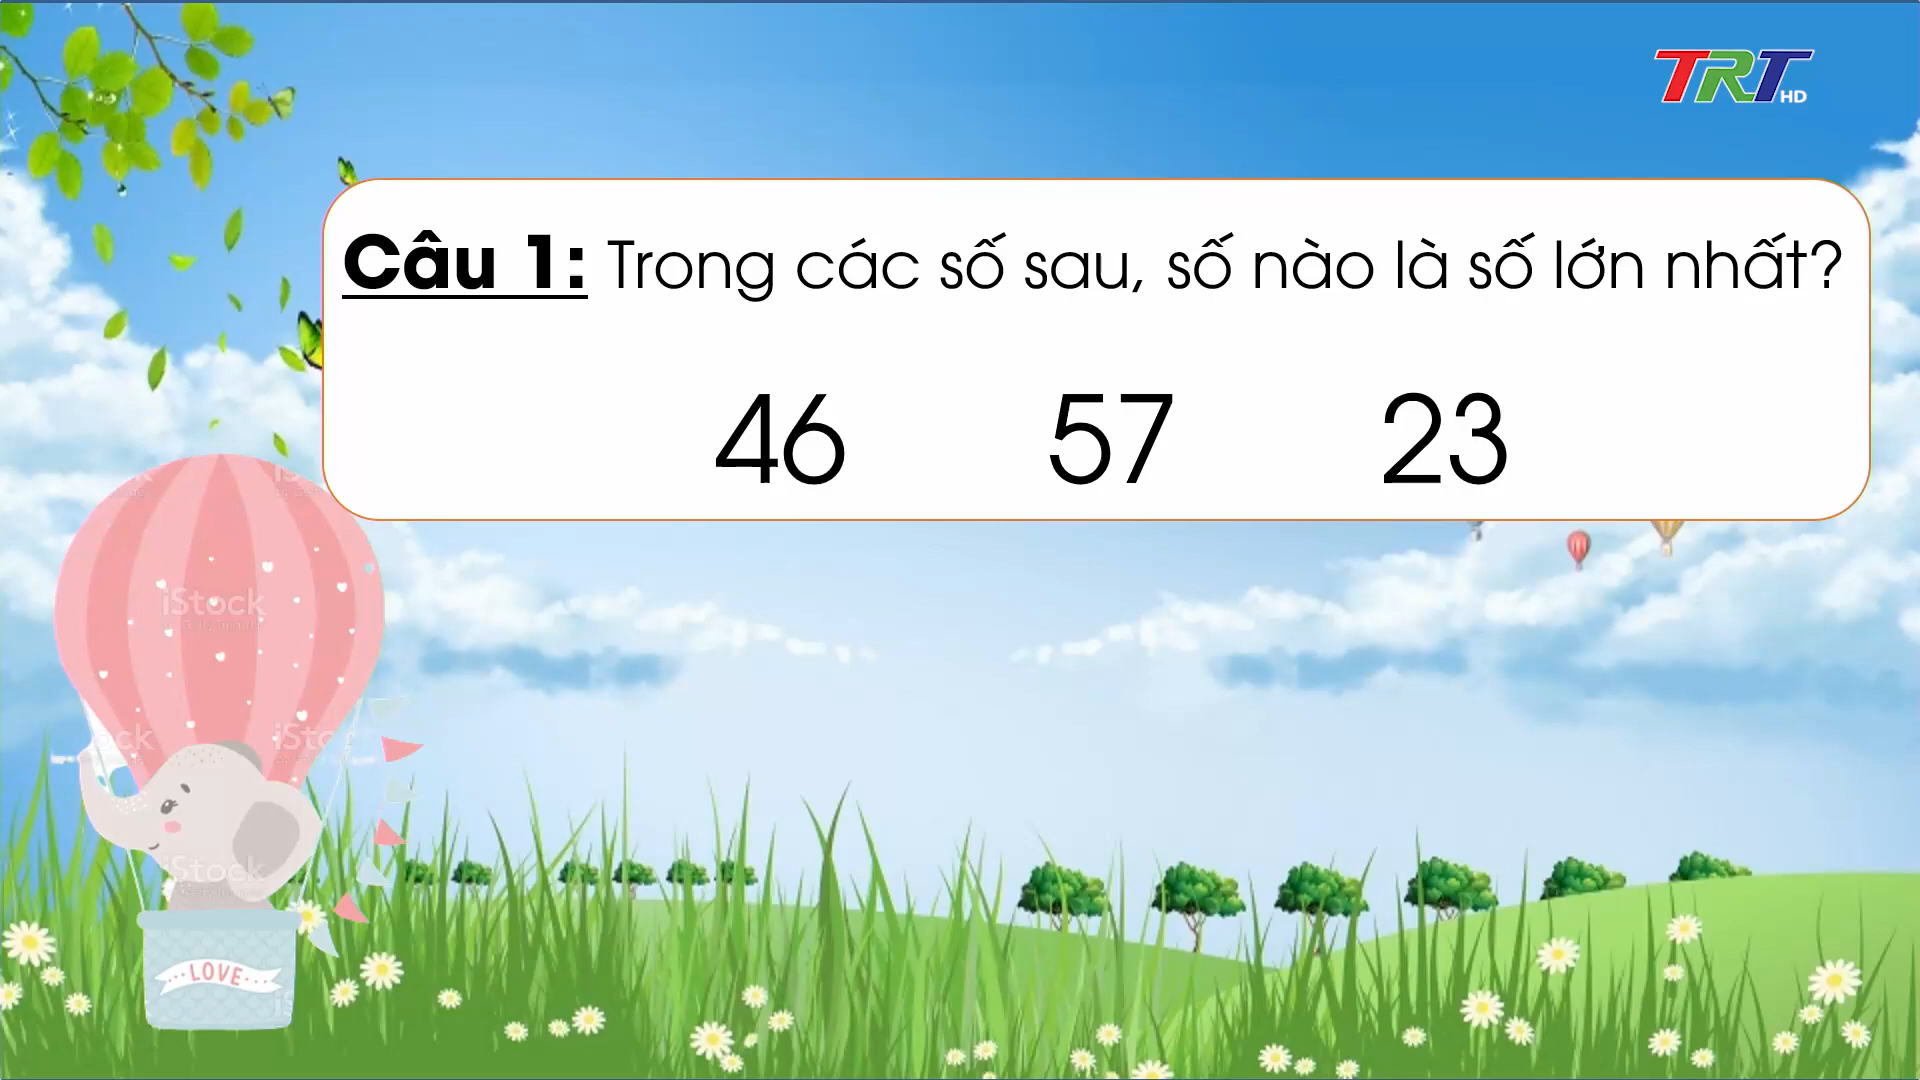 TRT HD
Câu 1: Trong các số sau, số nào là số lớn nhất?
46 57 23
iStock
iStock
LOVE